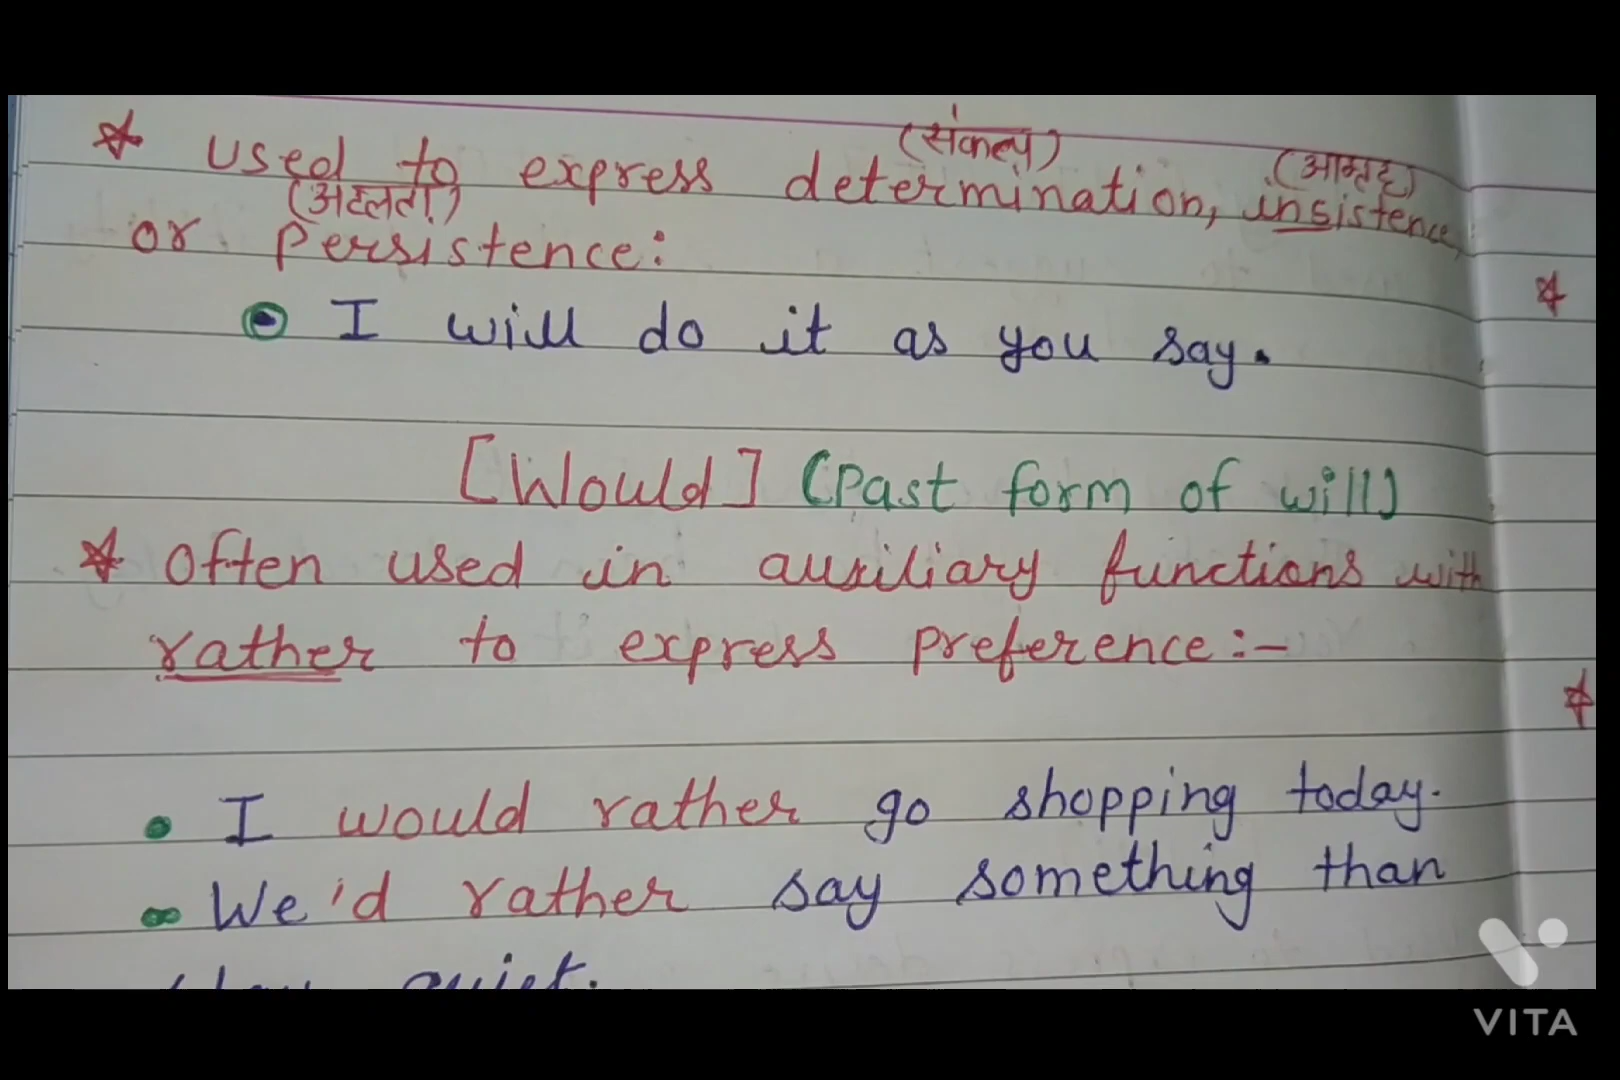 (संकल्प) (आग्रह)
☆ used to express determination, insistence,
(अटलता)
or Persistence:
I will do it as you say.
[Would] (Past form of will)
☆ often used in auxiliary functions with
rather to express preference:-
• I would rather go shopping today.
• We'd rather say something than
quiet.
VITA